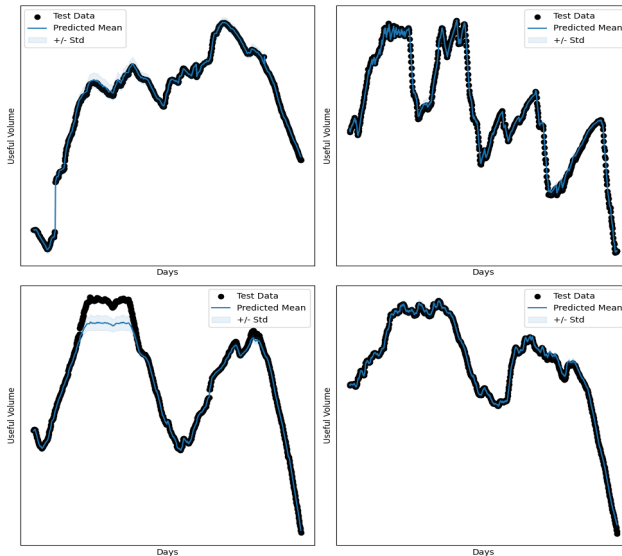 Test Data
Predicted Mean
+/- Std
Useful Volume
Days
Test Data
Predicted Mean
+/- Std
Useful Volume
Days
Test Data
Predicted Mean
+/- Std
Useful Volume
Days
Test Data
Predicted Mean
+/- Std
Useful Volume
Days